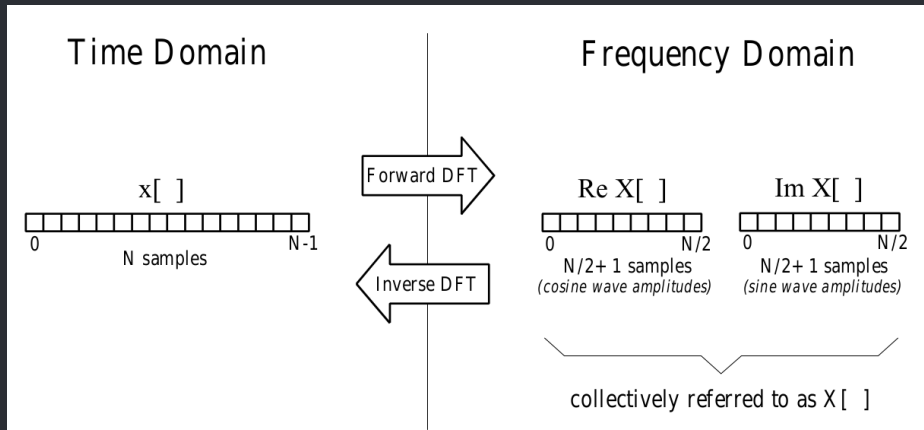 Time Domain
Frequency Domain
x[ ]
0
N-1
N samples
Forward DFT
Inverse DFT
Re X[ ]
0
N/2
N/2+1 samples
(cosine wave amplitudes)
Im X[ ]
0
N/2
N/2+1 samples
(sine wave amplitudes)
collectively referred to as X[ ]